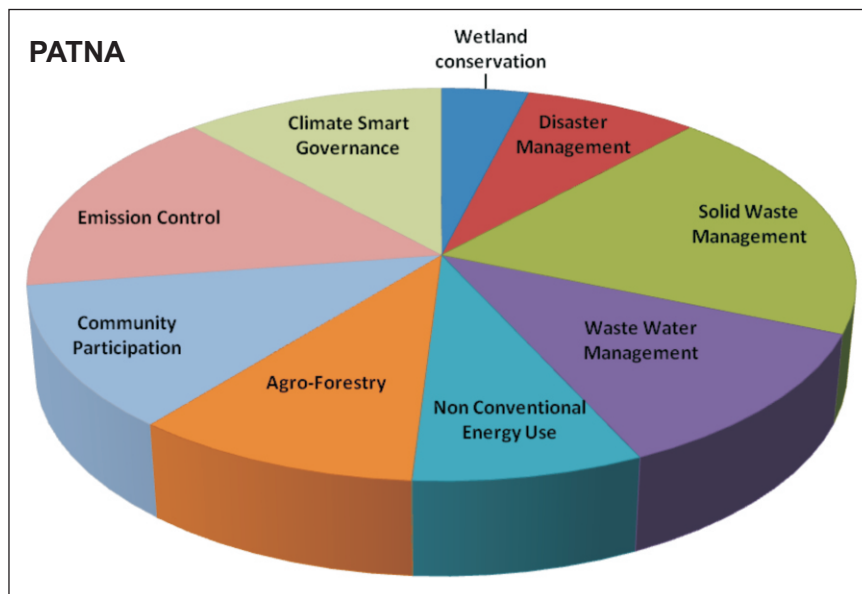 PATNA
Wetland
conservation
Disaster
Management
Solid Waste
Management
Waste Water
Management
Non Conventional
Energy Use
Agro-Forestry
Community
Participation
Emission Control
Climate Smart
Governance